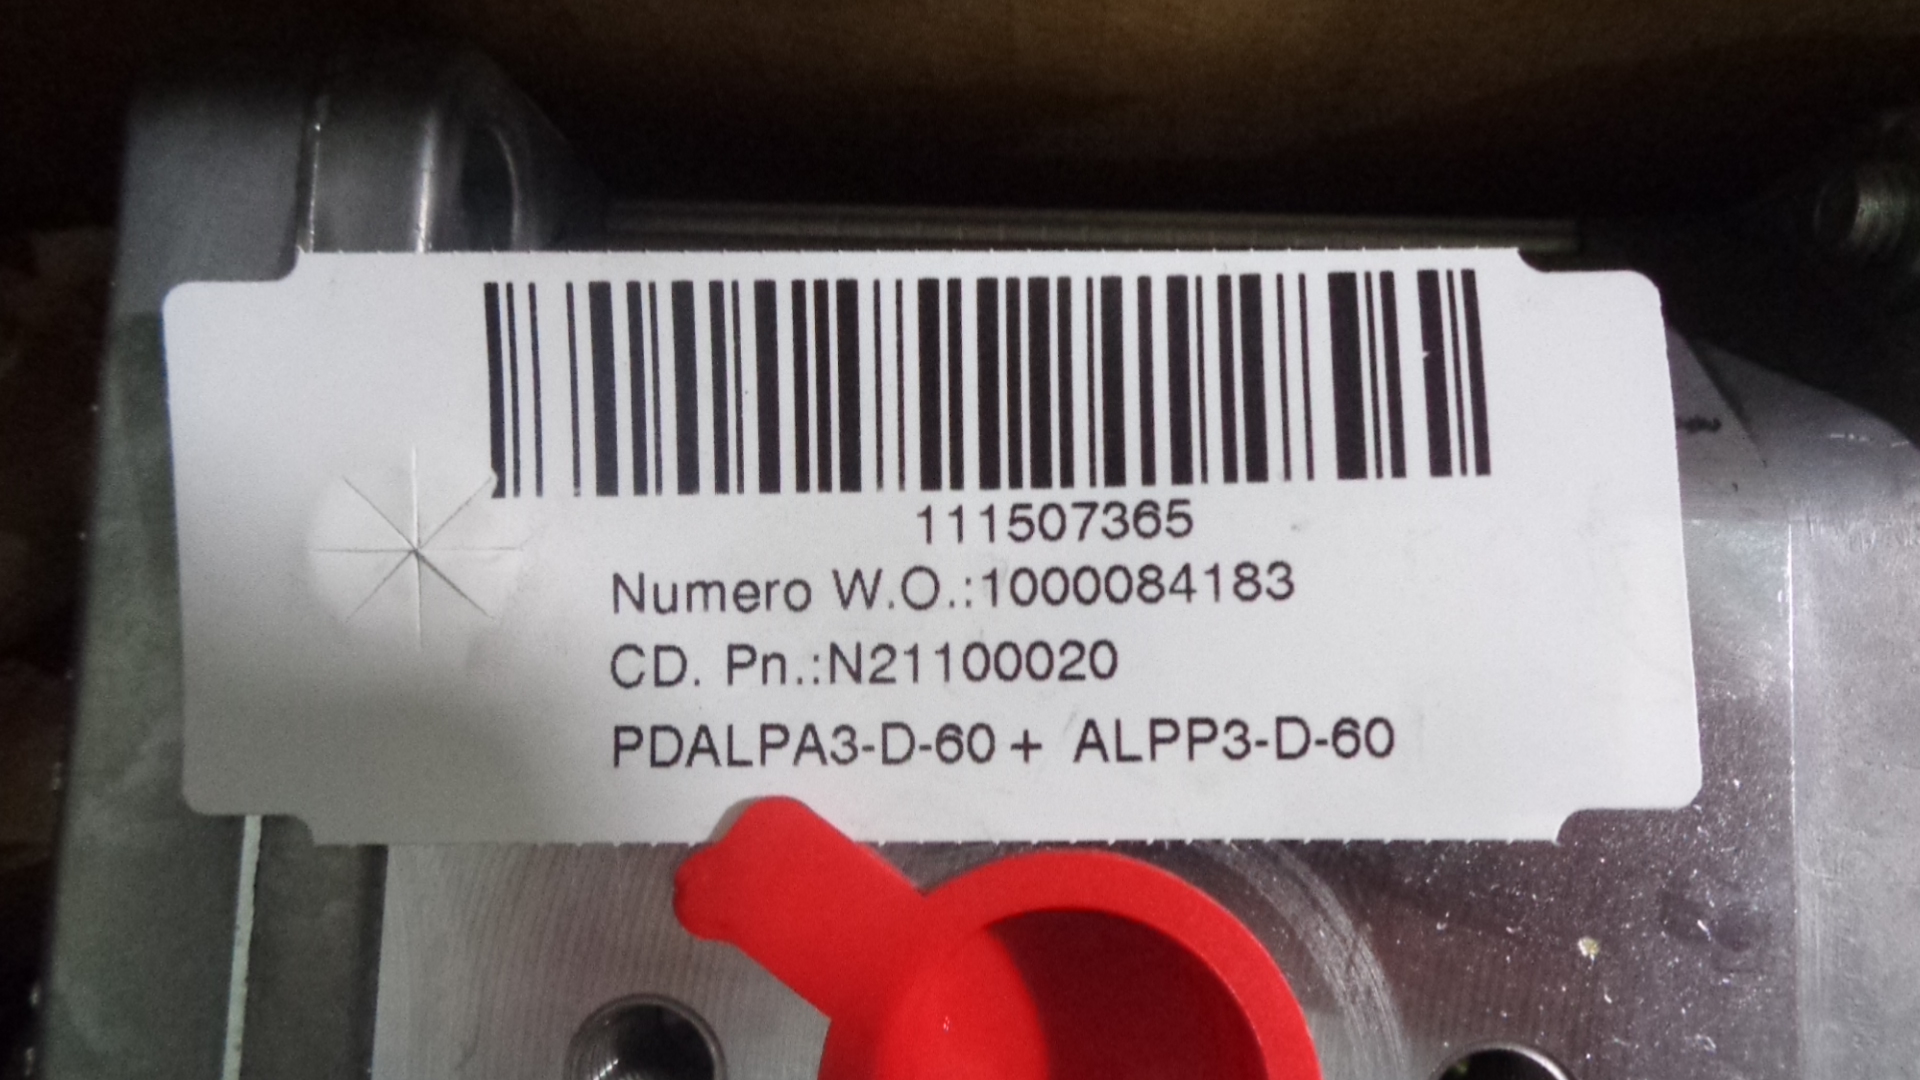 111507365
Numero W.O.:1000084183
CD. Pn.:N21100020
PDALPA3-D-60 + ALPP3-D-60